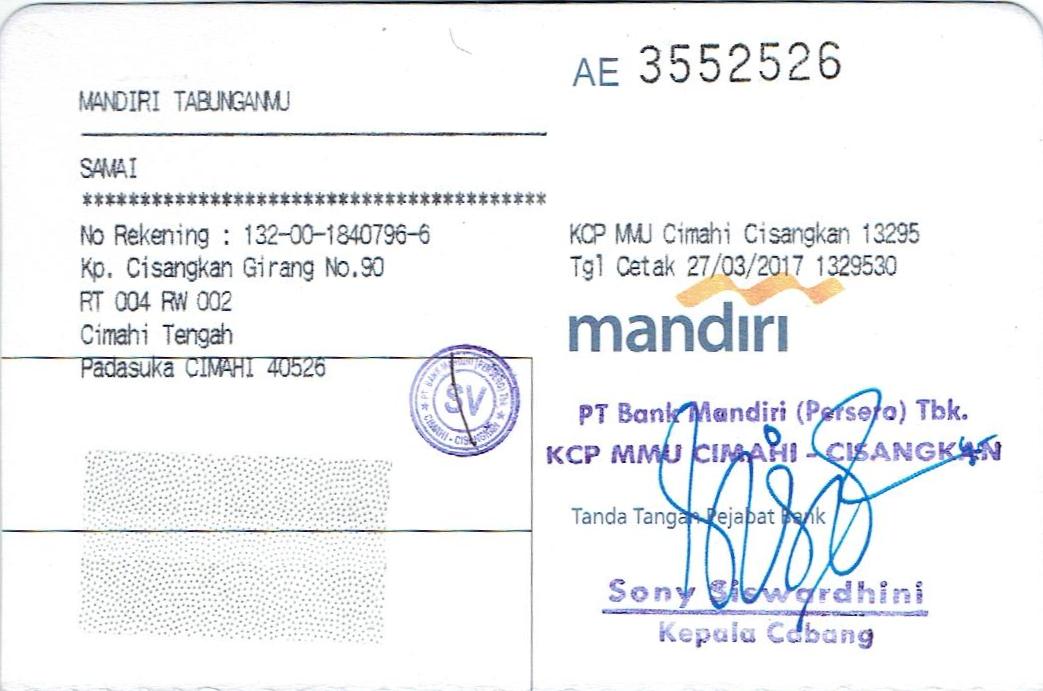 AE 3552526
MANDIRI TABUNGANMU
SAMAI
****************************************
No Rekening : 132-00-1840796-6
Kp. Cisangkan Girang No.90
RT 004 RW 002
Cimahi Tengah
Padasuka CIMAHI 40526
PT BANK MANDIRI (PERSERO) Tbk
SV
CIMAHI - CISANGKAN
KCP MMU Cimahi Cisangkan 13295
Tgl Cetak 27/03/2017 1329530
mandiri
PT Bank Mandiri (Persero) Tbk.
KCP MMU CIMAHI - CISANGKAN
Tanda Tangan Pejabat Bank
Sony Siswardhini
Kepala Cabang